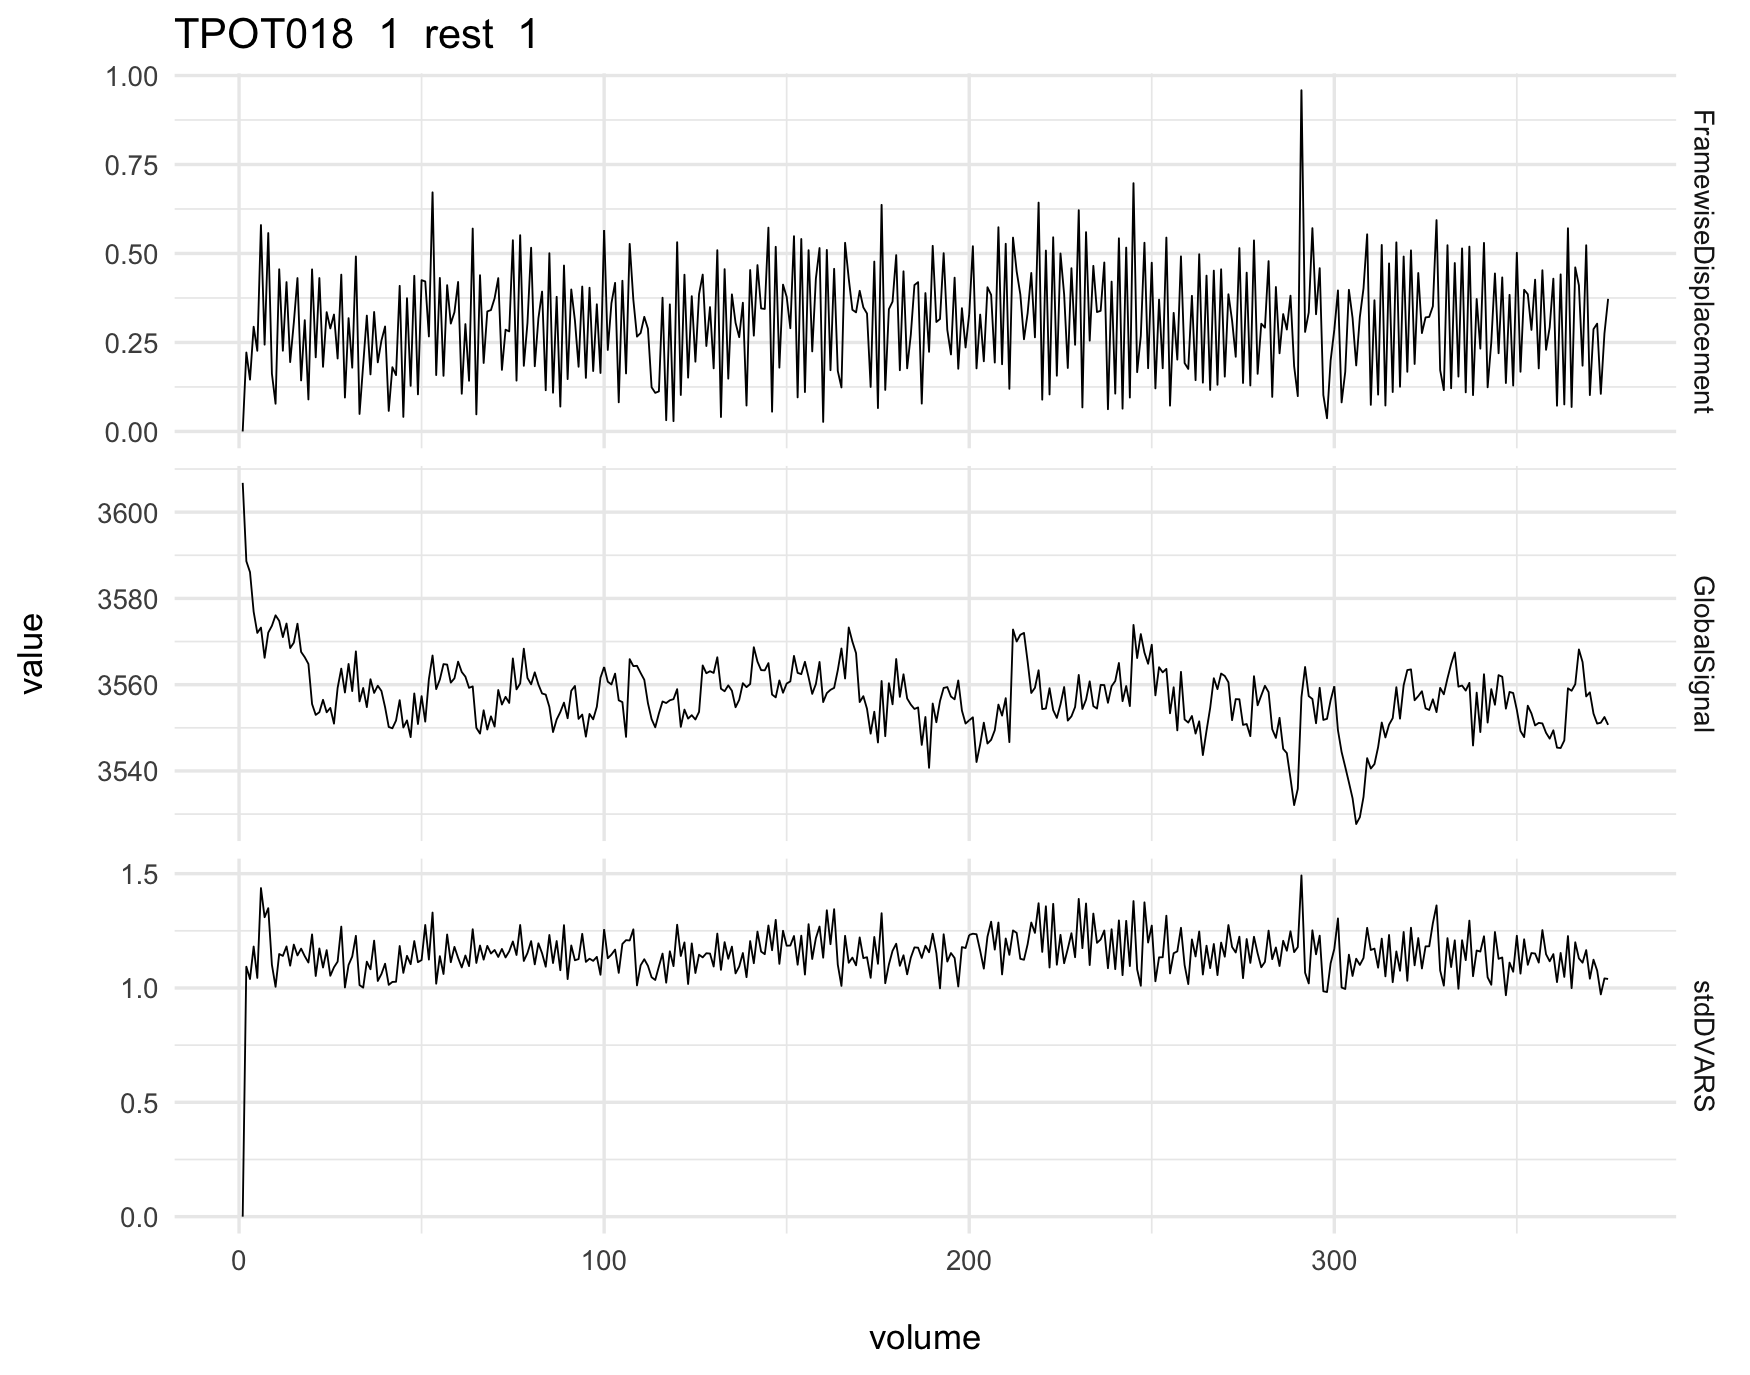 TPOT018 1 rest 1
1.00
0.75
0.50
0.25
0.00
FramewiseDisplacement
3600
3580
3560
3540
GlobalSignal
value
1.5
1.0
0.5
0.0
stdDVARS
0 100 200 300
volume